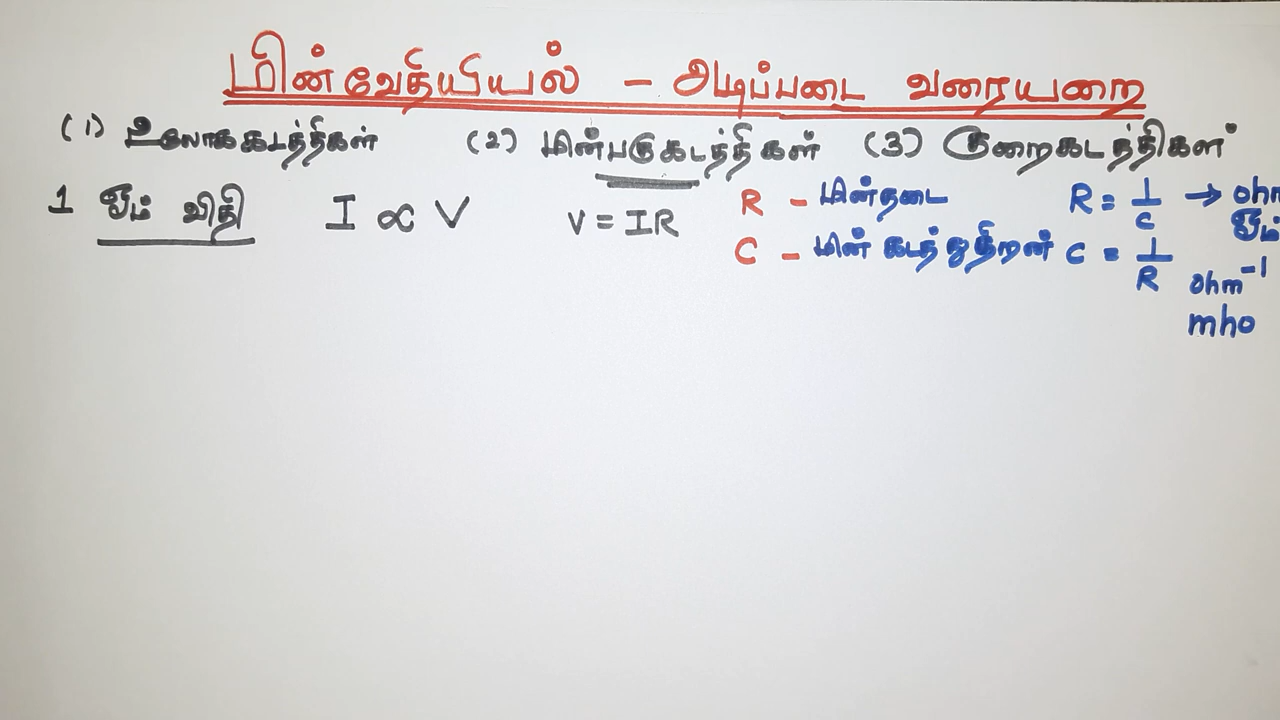 மின்வேதியியல் - அடிப்படை வரையறை
(1) உலோககடத்திகள் (2) மின்பகுகடத்திகள் (3) குறைகடத்திகள்
1 ஓம் விதி I ∝ V V = IR R - மின்தடை R = 1/C → ohm ஓம்
C - மின் கடத்துதிறன் C = 1/R ohm⁻¹
mho